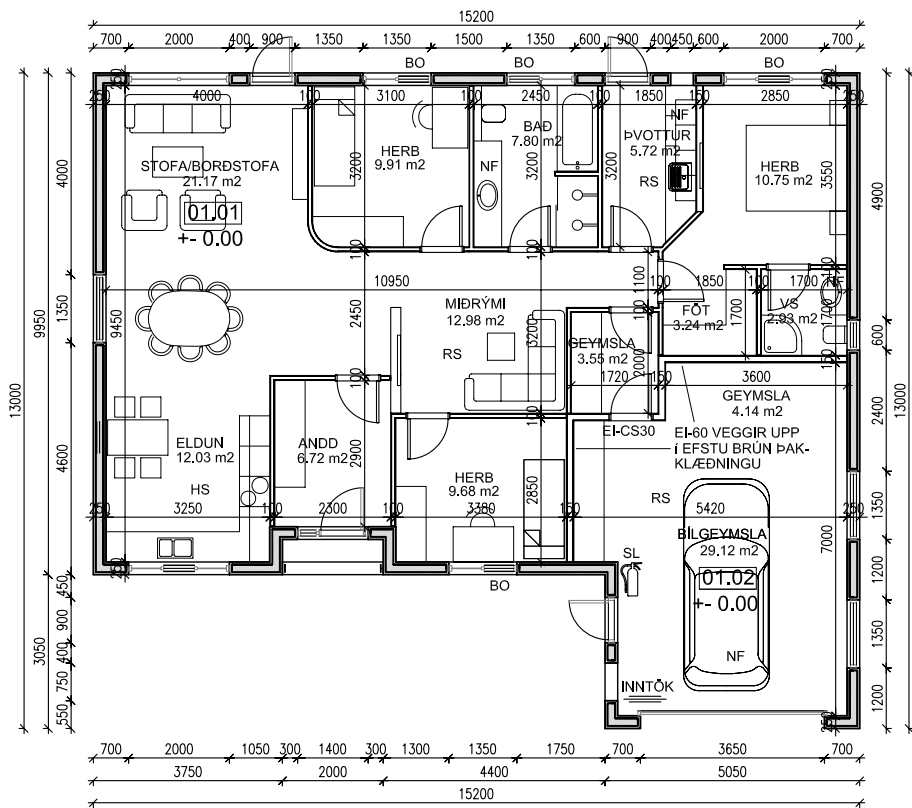 15200
700 2000 400 900 1350 1350 1500 1350 600 900 400 450 600 2000 700
BO BO BO
250 4000 100 3100 100 2450 1850 150 2850 250
250
NF
BAÐ
7.80 m2
ÞVOTTUR
5.72 m2
HERB
9.91 m2
STOFA/BORÐSTOFA
21.17 m2
NF
HERB
10.75 m2
RS
3200 3200 3200 3550
01.01
+- 0.00
4000 4900
100 100 100
10950 100 1850 100 1700
1100
MIÐRÝMI
12.98 m2
FÖT
3.24 m2
VS
2.93 m2
1700 1700
13000 9950 1350 9450 2450 3200 600 13000
RS
GEYMSLA
3.55 m2
2000
100
150
1720 150 3600
GEYMSLA
4.14 m2
2400
EI-CS30
EI-60 VEGGIR UPP
Í EFSTU BRÚN ÞAK-
KLÆÐNINGU
ELDUN
12.03 m2
ANDD
6.72 m2
HERB
9.68 m2
4600 2900 2850
HS
RS
250 3250 100 2300 100 3380 150 5420 250
1350
BÍLGEYMSLA
29.12 m2
7000
SL
01.02
+- 0.00
250
BO
450 1200
900
3050 400 1350
NF
750
INNTÖK
550 1200
700 2000 1050 300 1400 300 1300 1350 1750 700 3650 700
3750 2000 4400 5050
15200